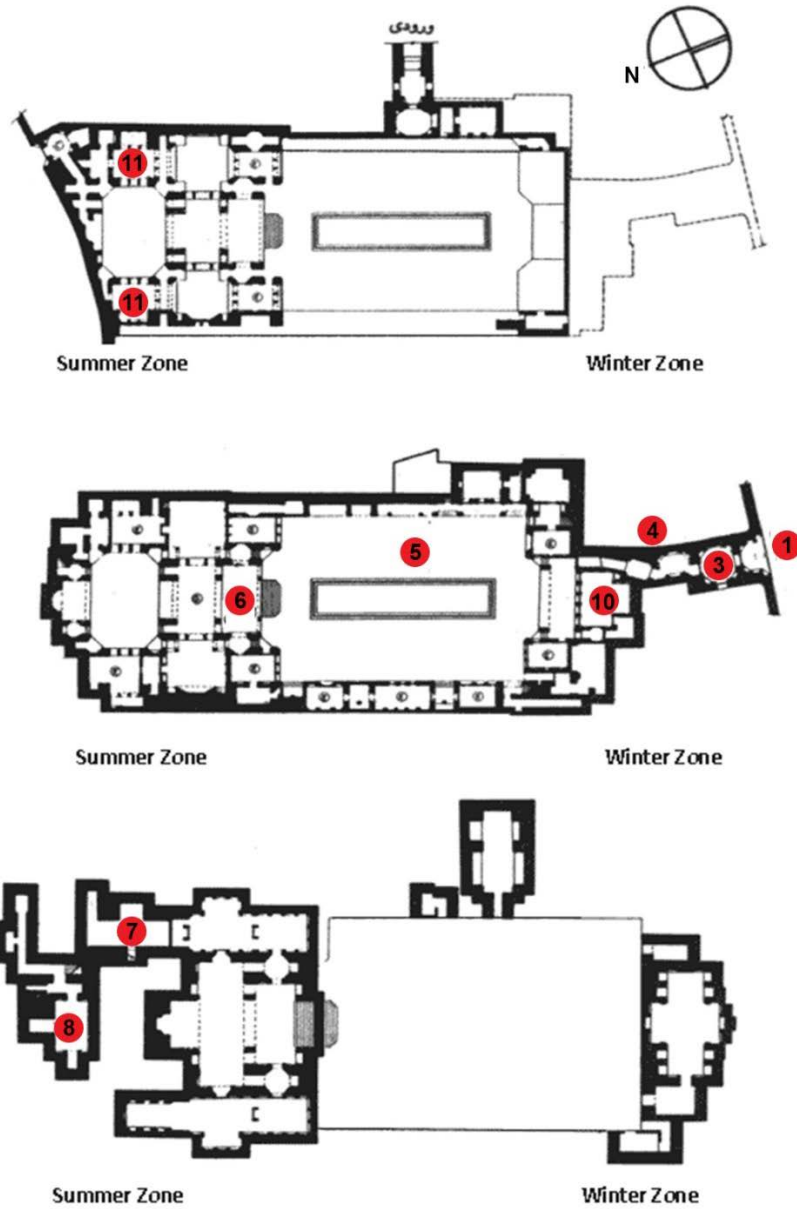 ورودی
N
11
11
Summer Zone
Winter Zone
4
1
5
3
6
10
Summer Zone
Winter Zone
7
8
Summer Zone
Winter Zone